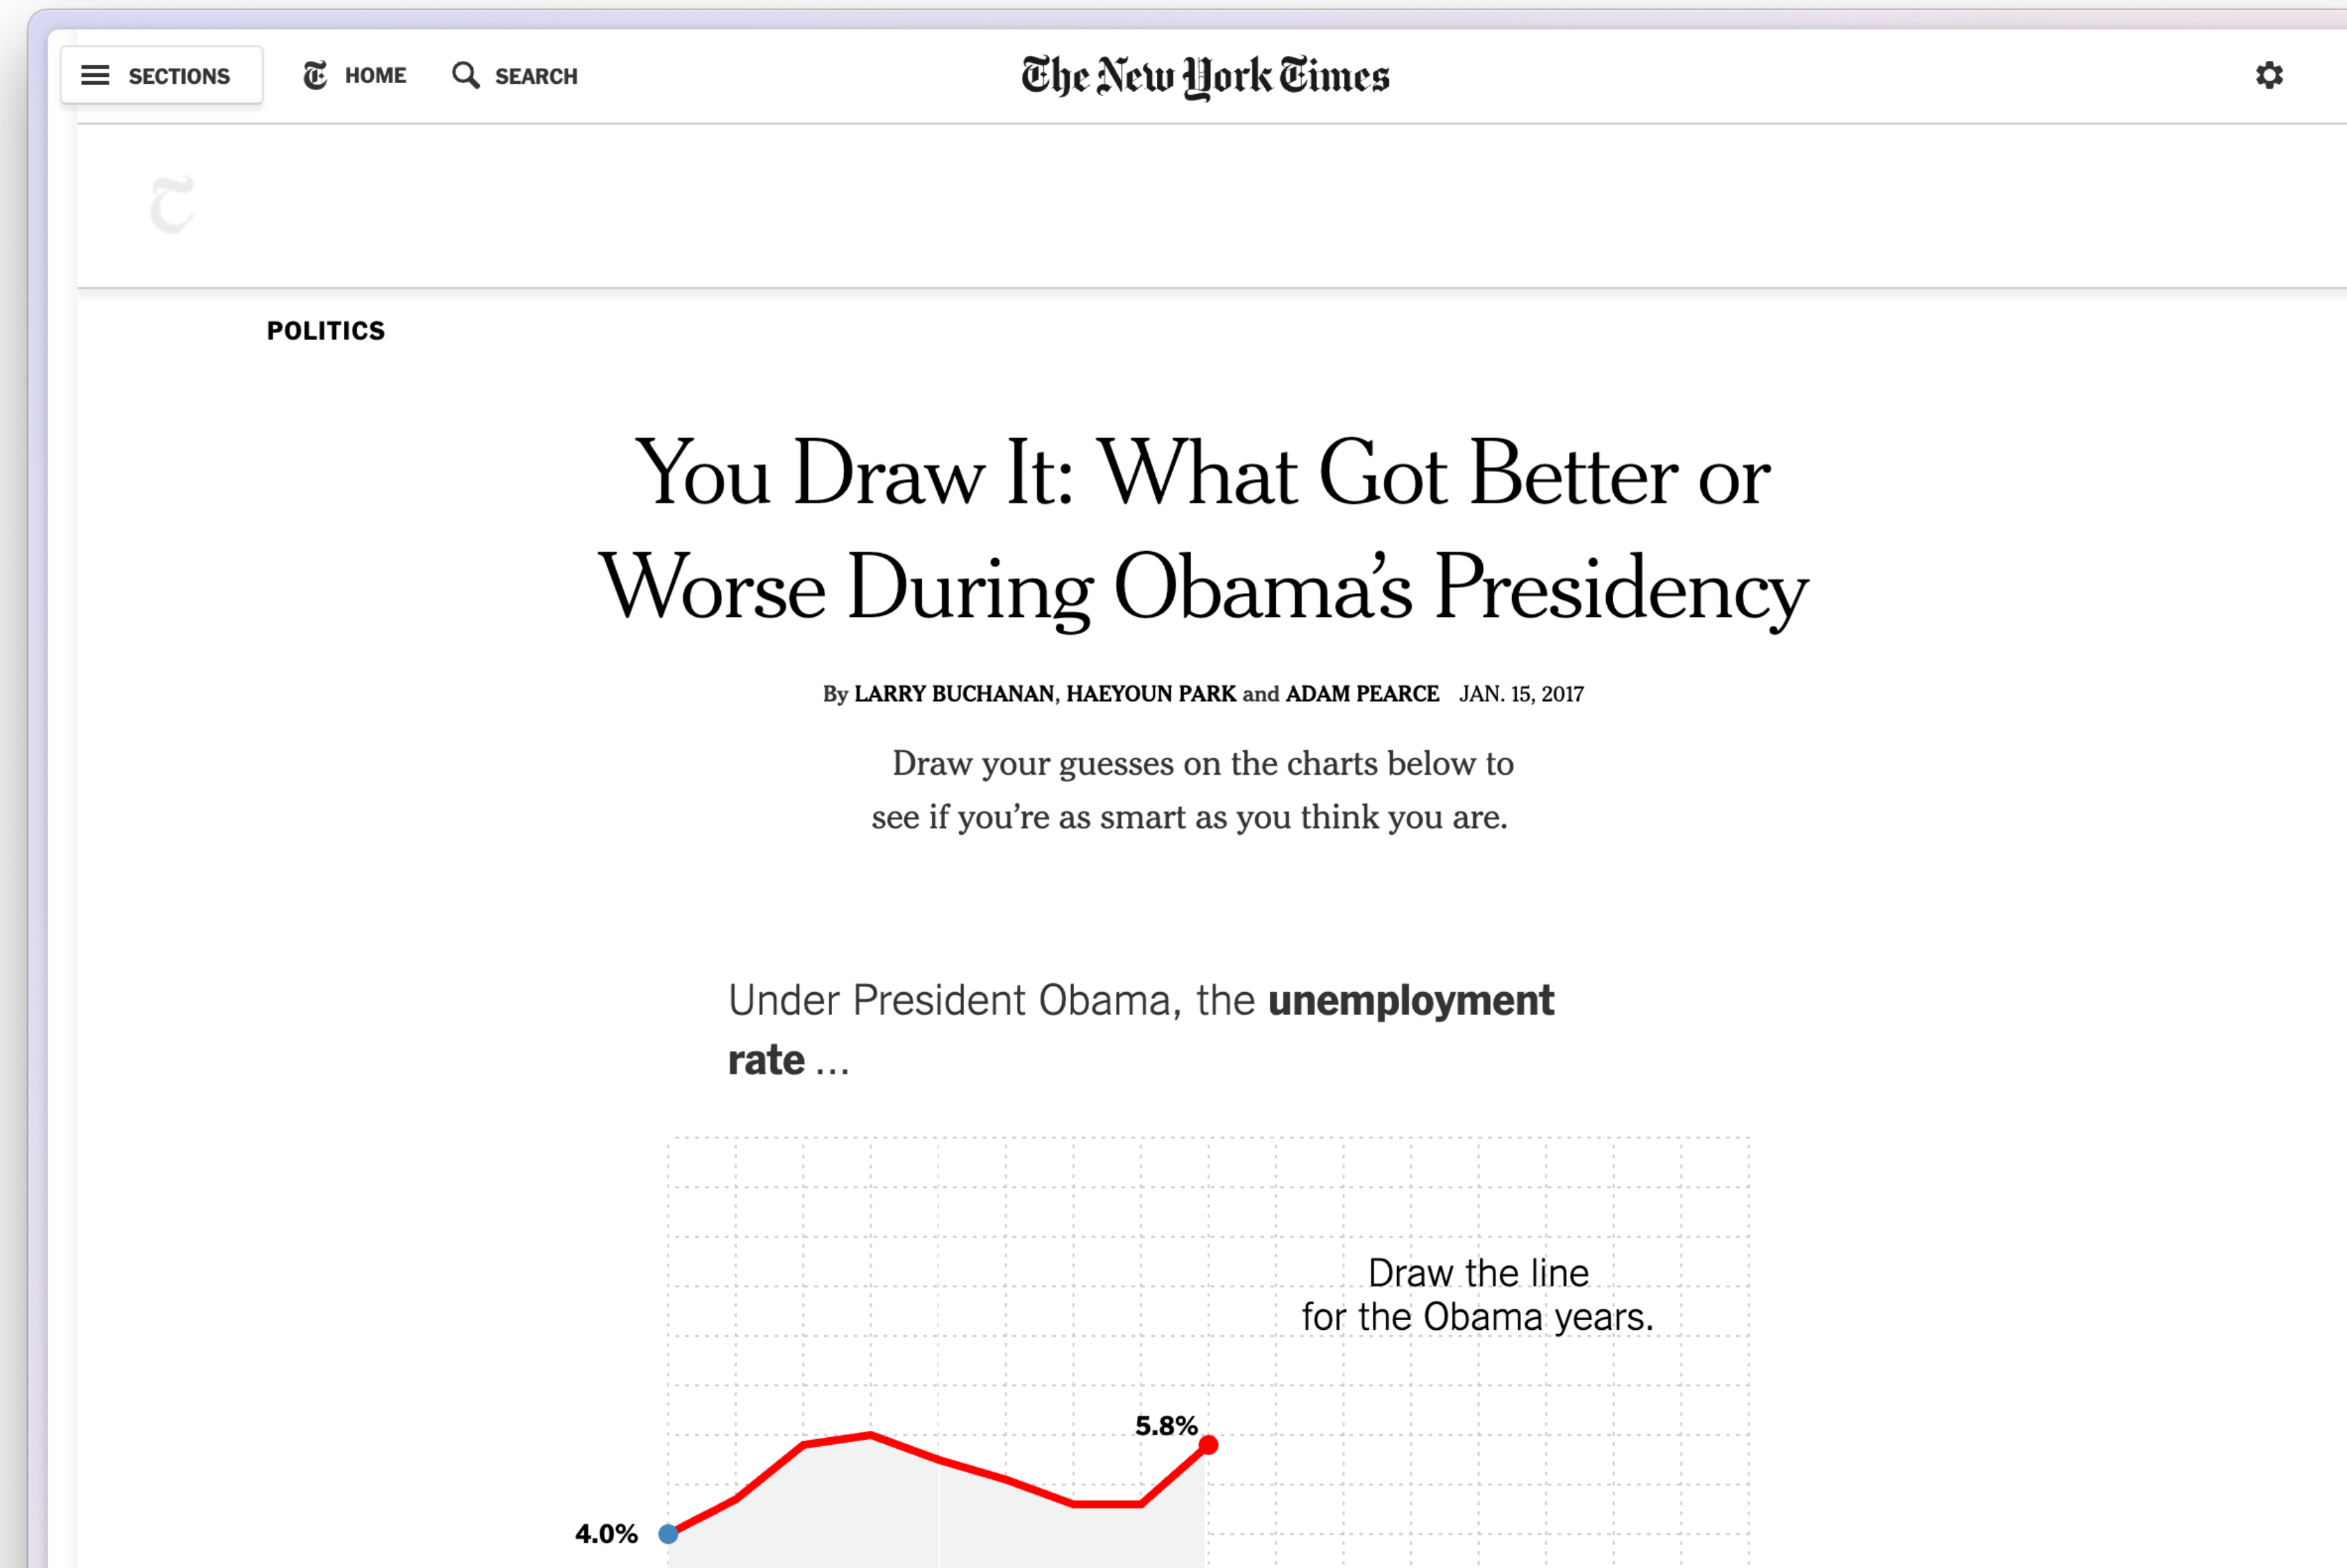 SECTIONS HOME SEARCH The New York Times
POLITICS
You Draw It: What Got Better or
Worse During Obama’s Presidency
By LARRY BUCHANAN, HAEYOUN PARK and ADAM PEARCE JAN. 15, 2017
Draw your guesses on the charts below to
see if you’re as smart as you think you are.
Under President Obama, the unemployment
rate ...
Draw the line
for the Obama years.
5.8%
4.0%